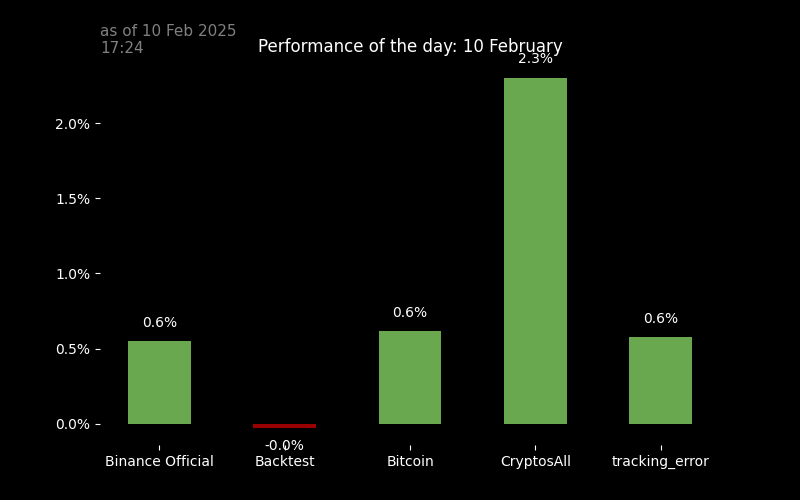 as of 10 Feb 2025
17:24
Performance of the day: 10 February
2.3%
2.0%
1.5%
1.0%
0.6%
0.6%
0.6%
0.5%
0.0%
-0.0%
Binance Official
Backtest
Bitcoin
CryptosAll
tracking_error